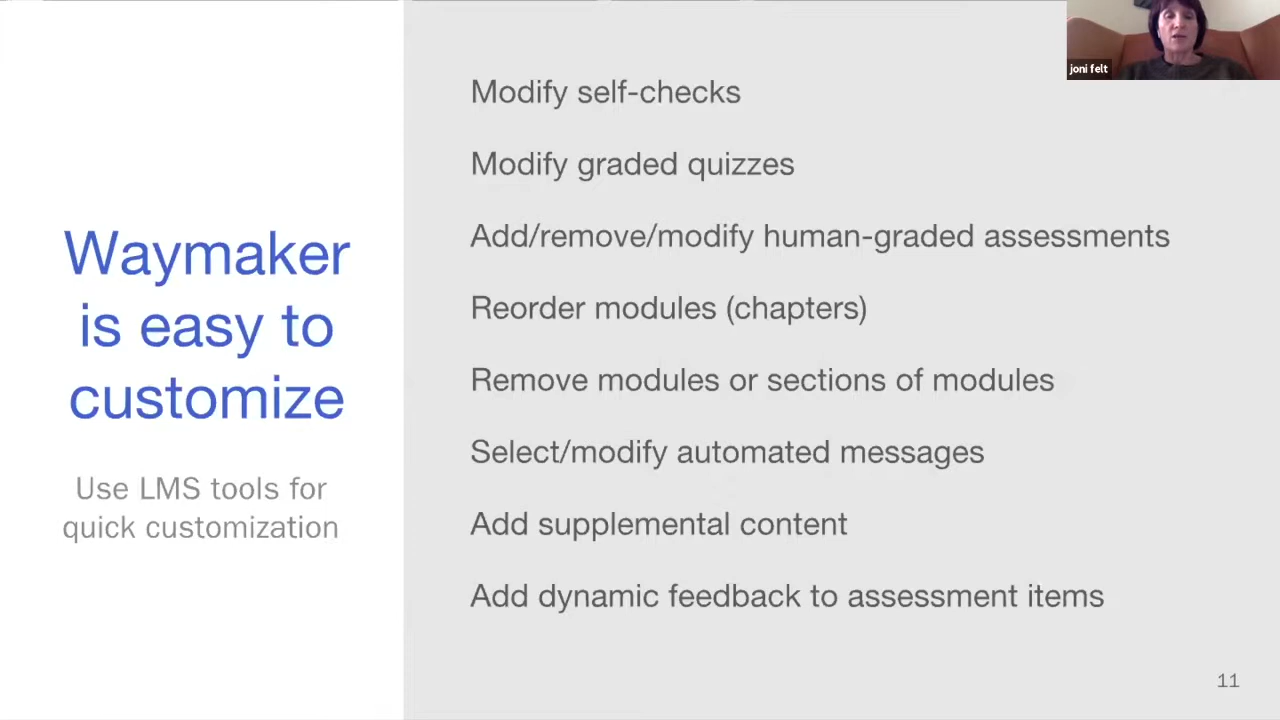 Waymaker
is easy to
customize
Use LMS tools for
quick customization
Modify self-checks
Modify graded quizzes
Add/remove/modify human-graded assessments
Reorder modules (chapters)
Remove modules or sections of modules
Select/modify automated messages
Add supplemental content
Add dynamic feedback to assessment items
joni felt
11